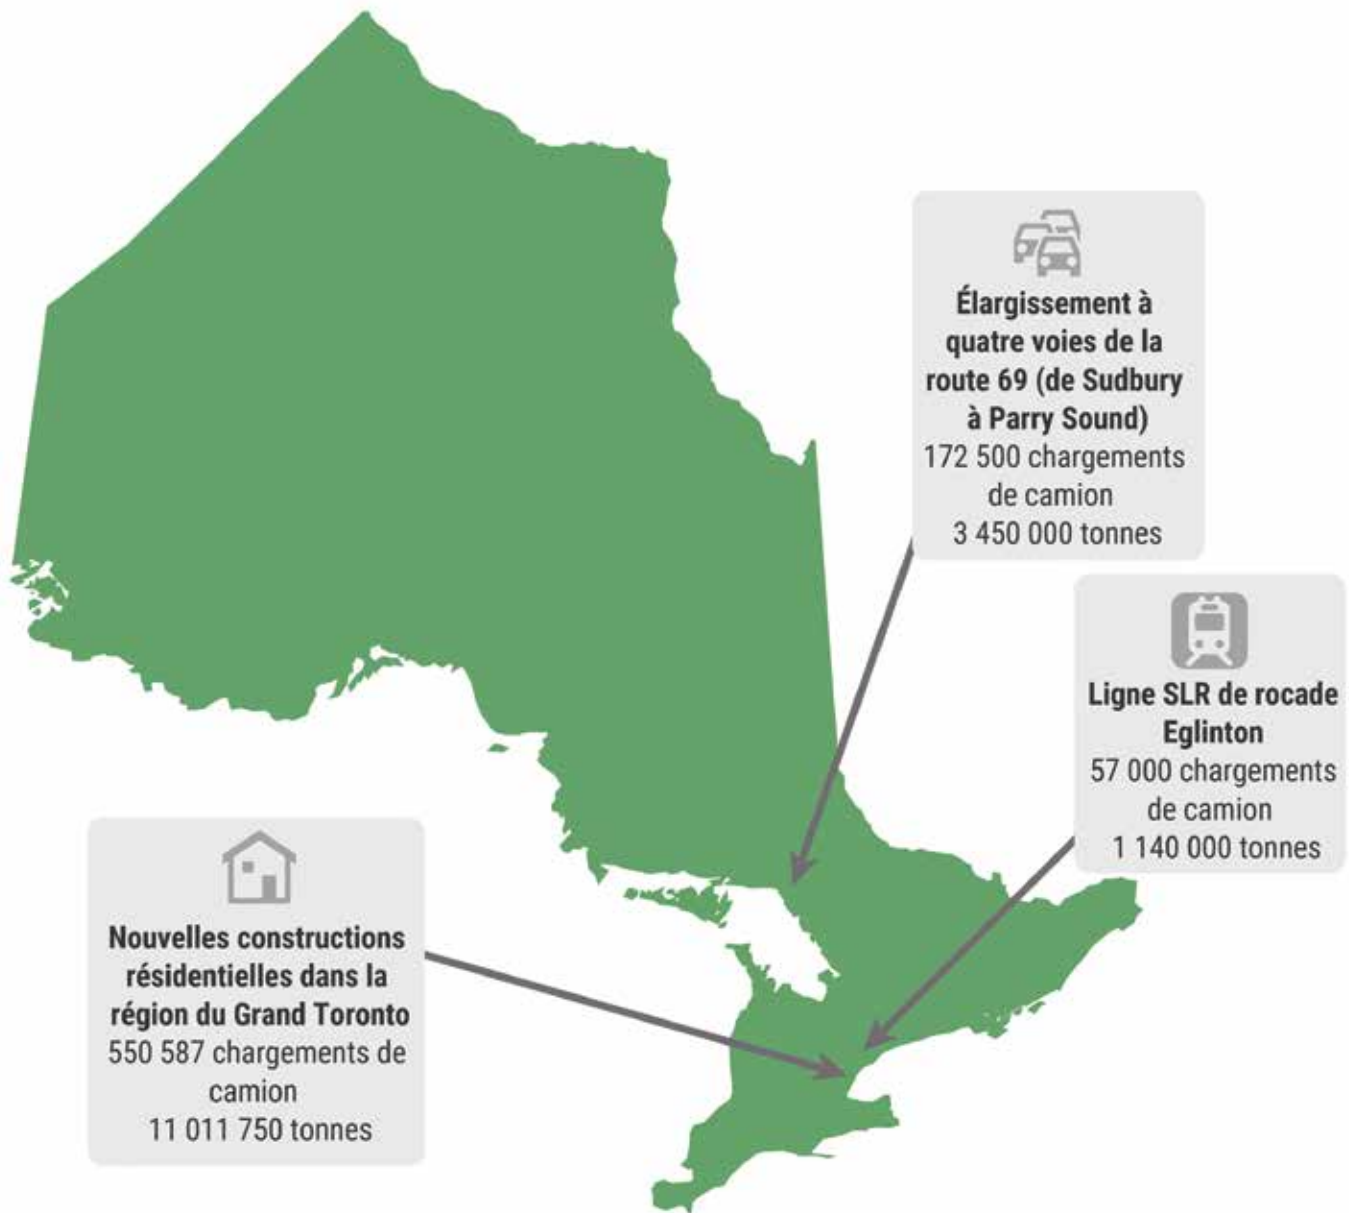 Élargissement à
quatre voies de la
route 69 (de Sudbury
à Parry Sound)
172 500 chargements
de camion
3 450 000 tonnes
Ligne SLR de rocade
Eglinton
57 000 chargements
de camion
1 140 000 tonnes
Nouvelles constructions
résidentielles dans la
région du Grand Toronto
550 587 chargements de
camion
11 011 750 tonnes